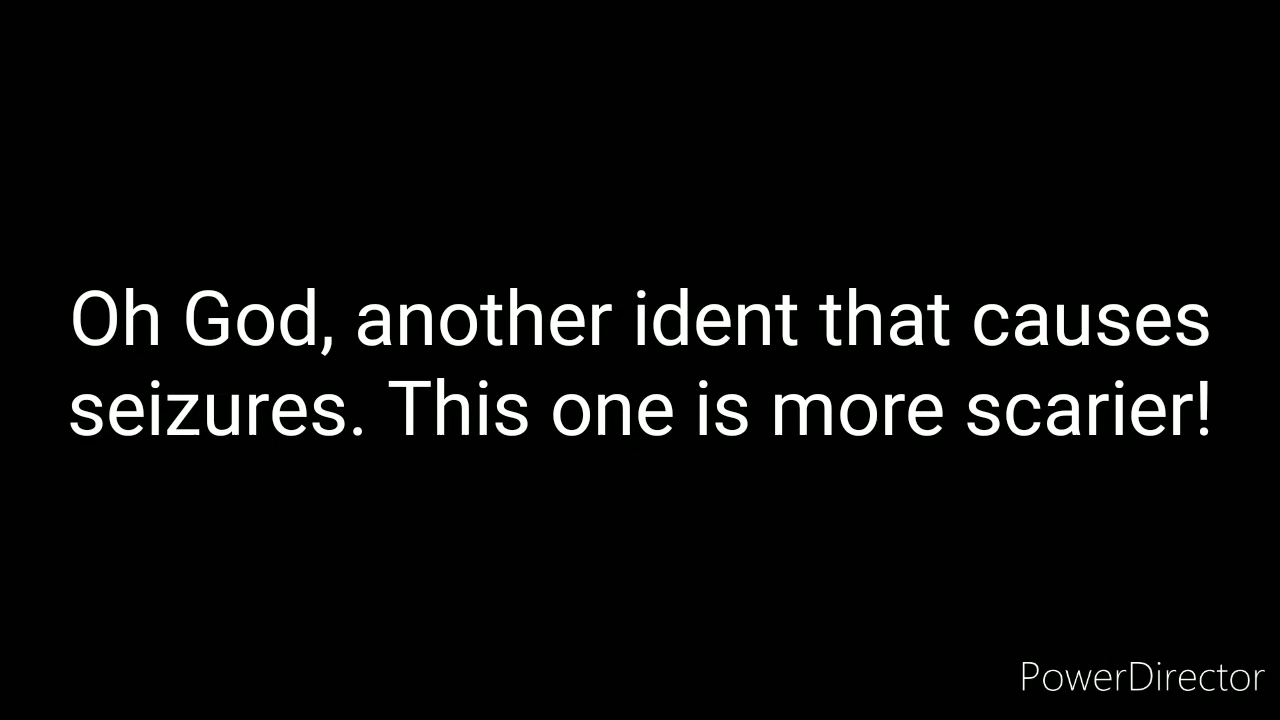 Oh God, another ident that causes
seizures. This one is more scarier!
PowerDirector